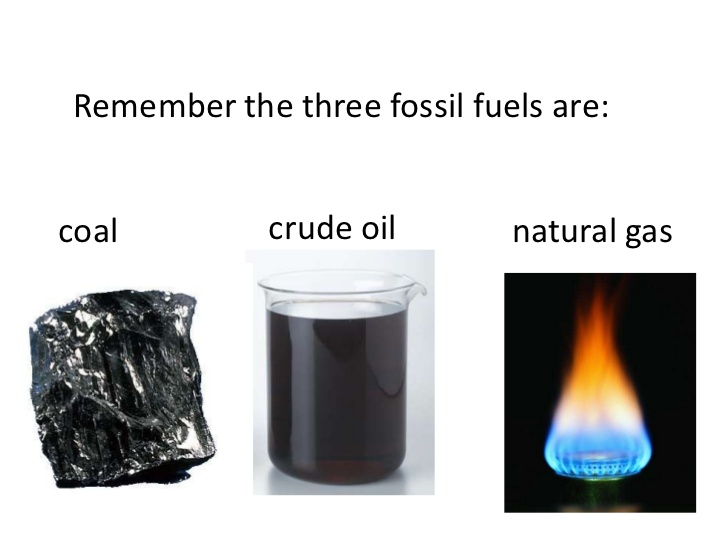 Remember the three fossil fuels are:
coal
crude oil
natural gas